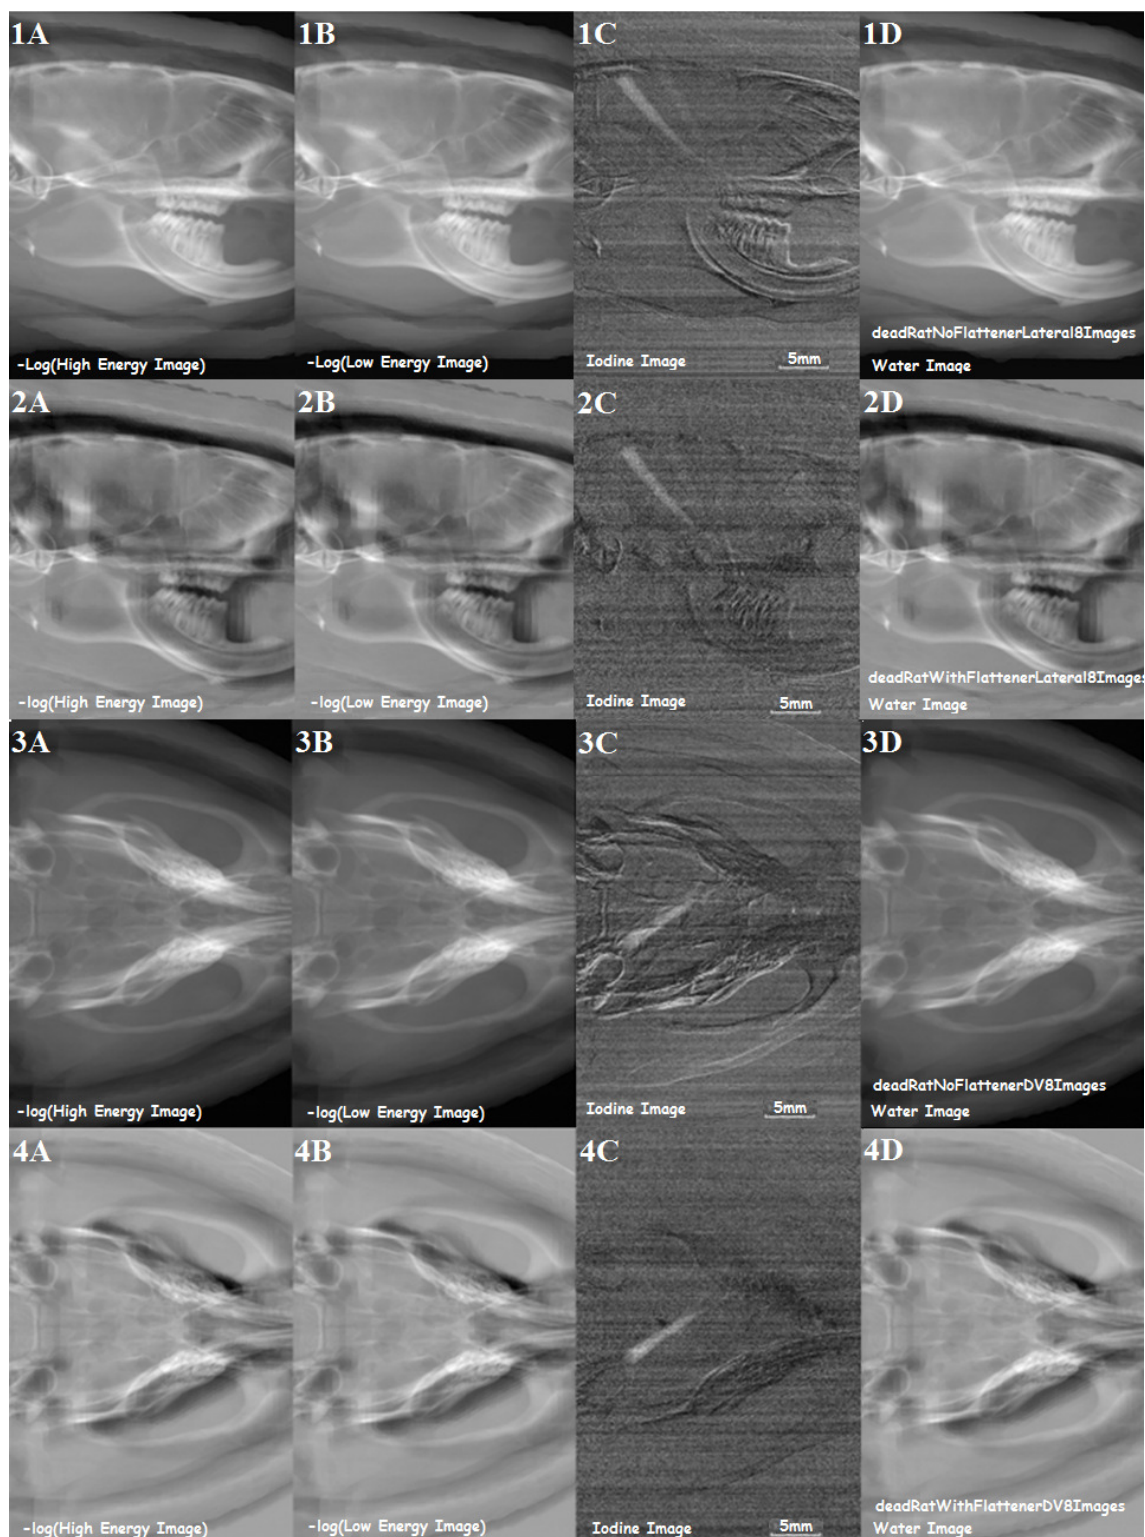 1A
1B
1C
1D
-Log(High Energy Image)
-Log(Low Energy Image)
Iodine Image
5mm
deadRatNoFlattenerLateral8Images
Water Image
2A
2B
2C
2D
-log(High Energy Image)
-log(Low Energy Image)
Iodine Image
5mm
deadRatWithFlattenerLateral8Images
Water Image
3A
3B
3C
3D
-log(High Energy Image)
-log(Low Energy Image)
Iodine Image
5mm
deadRatNoFlattenerDV8Images
Water Image
4A
4B
4C
4D
-log(High Energy Image)
-log(Low Energy Image)
Iodine Image
5mm
deadRatWithFlattenerDV8Images
Water Image